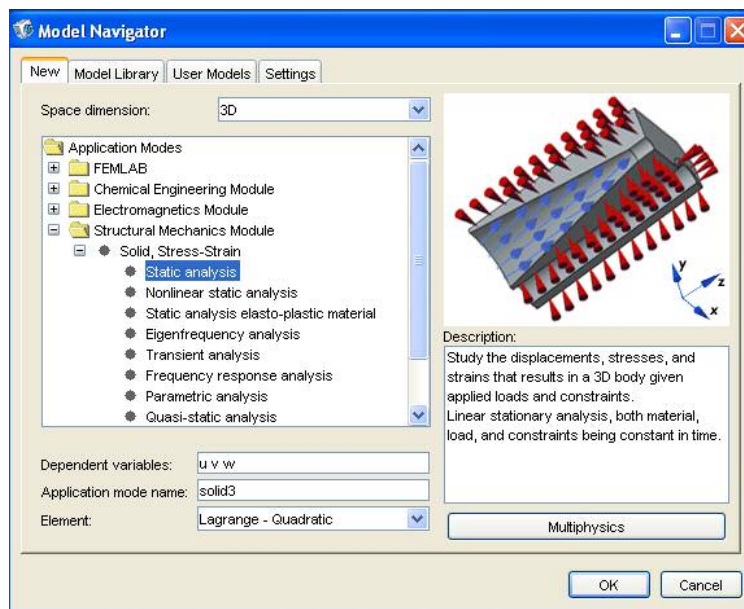 Model Navigator
New Model Library User Models Settings
Space dimension: 3D
Application Modes
FEMLAB
Chemical Engineering Module
Electromagnetics Module
Structural Mechanics Module
Solid, Stress-Strain
Static analysis
Nonlinear static analysis
Static analysis elasto-plastic material
Eigenfrequency analysis
Transient analysis
Frequency response analysis
Parametric analysis
Quasi-static analysis
Dependent variables: u v w
Application mode name: solid3
Element: Lagrange - Quadratic
y
z
x
Description:
Study the displacements, stresses, and
strains that results in a 3D body given
applied loads and constraints.
Linear stationary analysis, both material,
load, and constraints being constant in time.
Multiphysics
OK Cancel